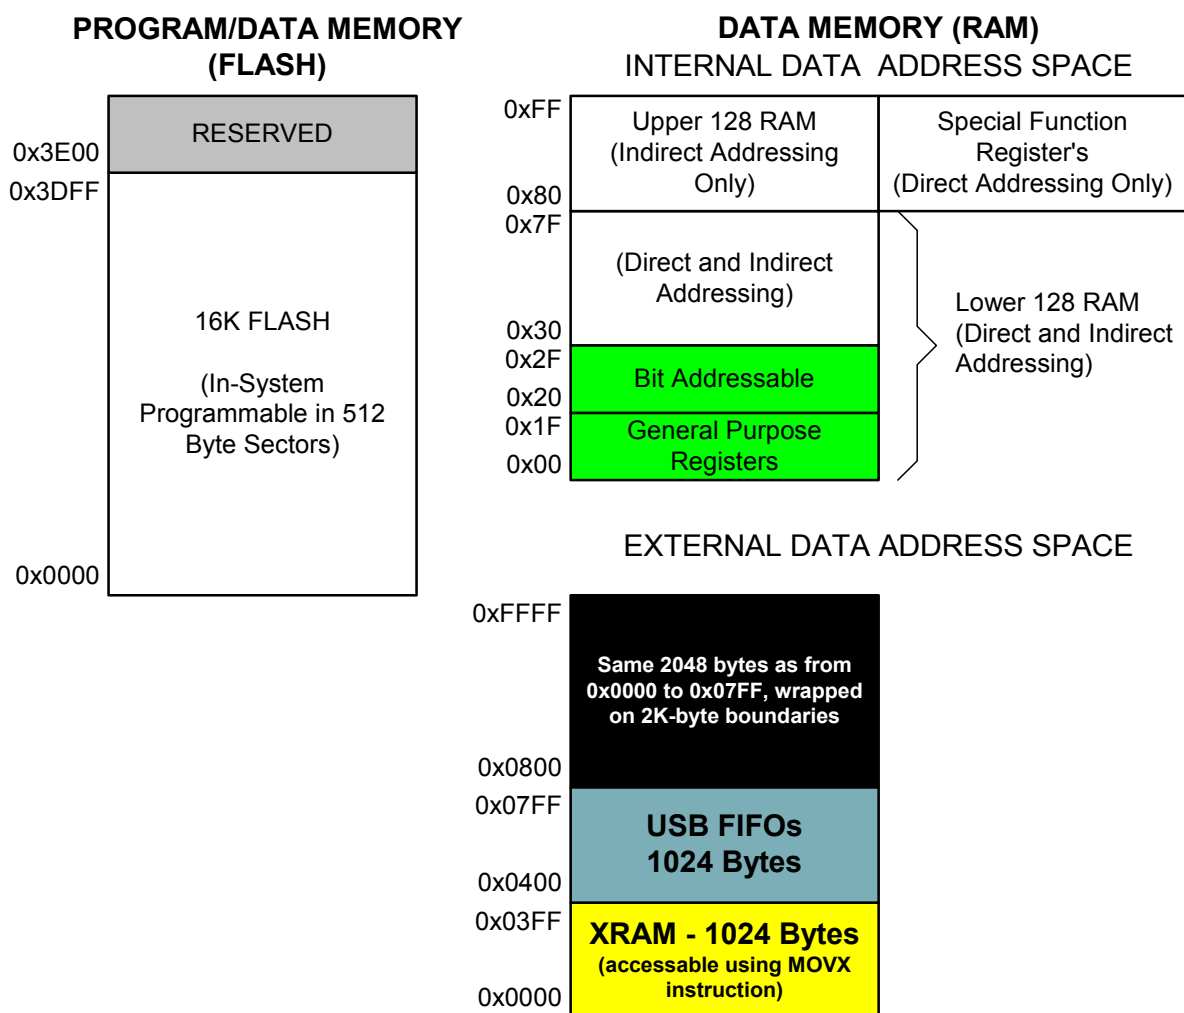 PROGRAM/DATA MEMORY
(FLASH)
RESERVED
0x3E00
0x3DFF
16K FLASH
(In-System
Programmable in 512
Byte Sectors)
0x0000
DATA MEMORY (RAM)
INTERNAL DATA ADDRESS SPACE
0xFF
Upper 128 RAM
(Indirect Addressing
Only)
0x80
Special Function
Register's
(Direct Addressing Only)
0x7F
(Direct and Indirect
Addressing)
0x30
0x2F
Bit Addressable
0x20
0x1F
General Purpose
Registers
0x00
Lower 128 RAM
(Direct and Indirect
Addressing)
EXTERNAL DATA ADDRESS SPACE
0xFFFF
Same 2048 bytes as from
0x0000 to 0x07FF, wrapped
on 2K-byte boundaries
0x0800
0x07FF
USB FIFOs
1024 Bytes
0x0400
0x03FF
XRAM - 1024 Bytes
(accessable using MOVX
instruction)
0x0000